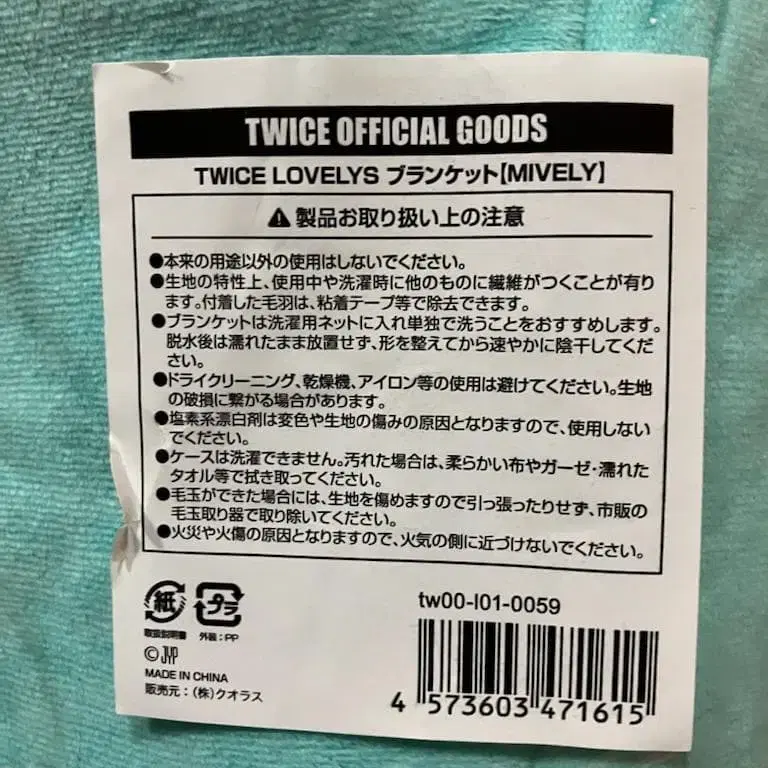 TWICE OFFICIAL GOODS
TWICE LOVELYS ブランケット【MIVELY】
⚠ 製品お取り扱い上の注意
●本来の用途以外の使用はしないでください。
●生地の特性上、使用中や洗濯時に他のものに繊維がつくことが有り
ます。付着した毛羽は、粘着テープ等で除去できます。
●ブランケットは洗濯用ネットに入れ単独で洗うことをおすすめします。
脱水後は濡れたまま放置せず、形を整えてから速やかに陰干してくだ
さい。
●ドライクリーニング、乾燥機、アイロン等の使用は避けてください。生地
の破損に繋がる場合があります。
●塩素系漂白剤は変色や生地の傷みの原因となりますので、使用しない
でください。
●ケースは洗濯できません。汚れた場合は、柔らかい布やガーゼ・濡れた
タオル等で拭き取ってください。
●毛玉ができた場合には、生地を傷めますので引っ張ったりせず、市販の
毛玉取り器で取り除いてください。
●火災や火傷の原因となりますので、火気の側に近づけないでください。
紙 プラ
取扱説明書 外装：PP
© JYP
MADE IN CHINA
販売元：(株)クオラス
tw00-l01-0059
4 573603 471615